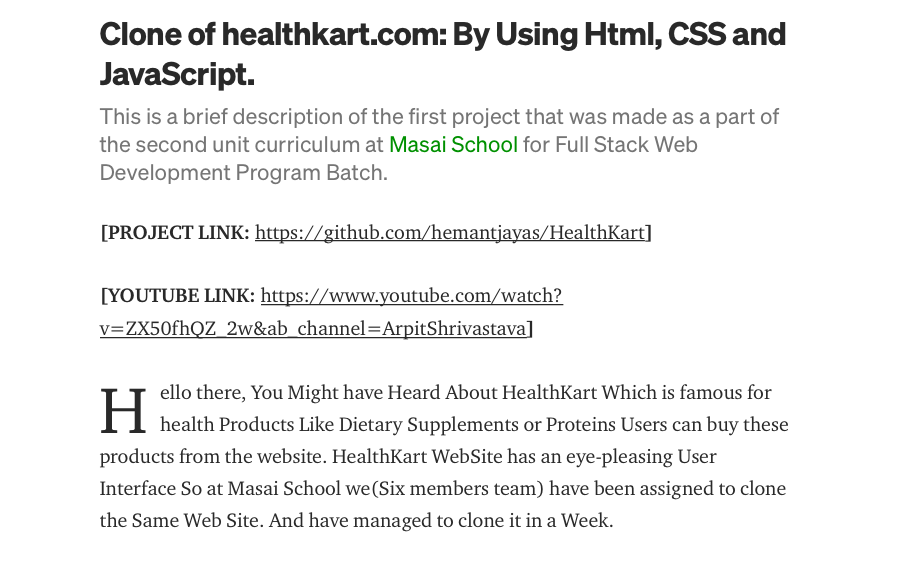 Clone of healthkart.com: By Using Html, CSS and
JavaScript.
This is a brief description of the first project that was made as a part of
the second unit curriculum at Masai School for Full Stack Web
Development Program Batch.
[PROJECT LINK: https://github.com/hemantjayas/HealthKart]
[YOUTUBE LINK: https://www.youtube.com/watch?
v=ZX50fhQZ_2w&ab_channel=ArpitShrivastava]
Hello there, You Might have Heard About HealthKart Which is famous for
health Products Like Dietary Supplements or Proteins Users can buy these
products from the website. HealthKart WebSite has an eye-pleasing User
Interface So at Masai School we(Six members team) have been assigned to clone
the Same Web Site. And have managed to clone it in a Week.